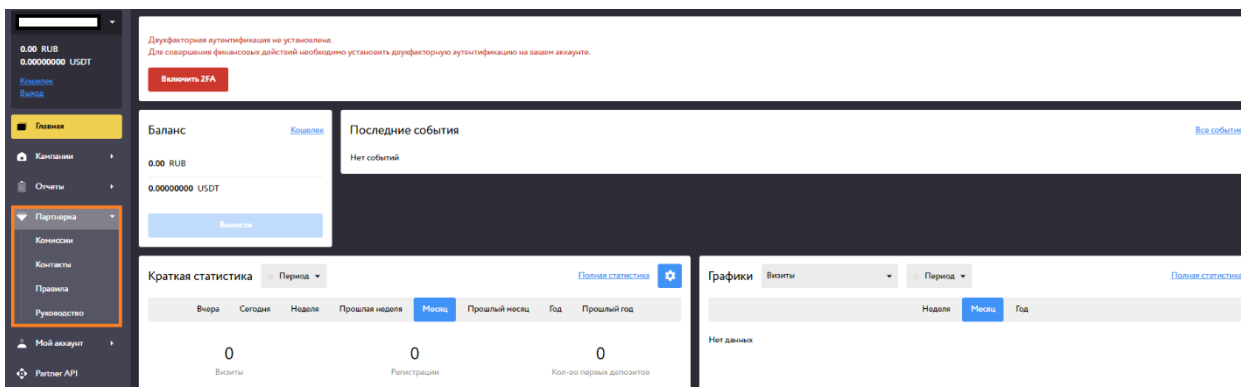 0.00 RUB
0.00000000 USDT
Кошелек
Выход
Главная
Кампании
Отчеты
Партнерка
Комиссии
Контакты
Правила
Руководство
Мой аккаунт
Partner API
Двухфакторная аутентификация не установлена.
Для совершения финансовых действий необходимо установить двухфакторную аутентификацию на вашем аккаунте.
Включить 2FA
Баланс Кошелек
0.00 RUB
0.00000000 USDT
Вывести
Последние события Все события
Нет событий
Краткая статистика Период Полная статистика
Вчера Сегодня Неделя Прошлая неделя Месяц Прошлый месяц Год Прошлый год
0 0 0
Визиты Регистрации Кол-во первых депозитов
Графики Визиты Период Полная статистика
Неделя Месяц Год
Нет данных